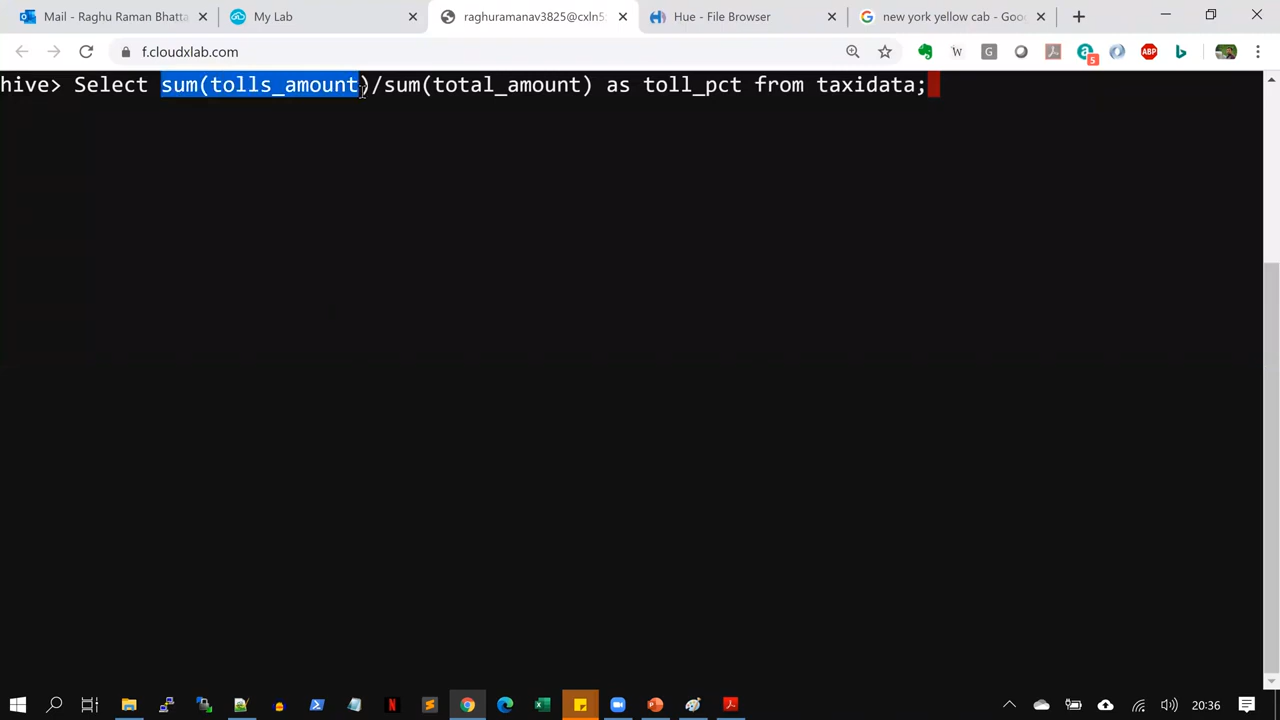 Mail - Raghu Raman Bhatta
My Lab
raghuramanav3825@cxln5
Hue - File Browser
new york yellow cab - Goo
f.cloudxlab.com
hive> Select sum(tolls_amount)/sum(total_amount) as toll_pct from taxidata;
20:36